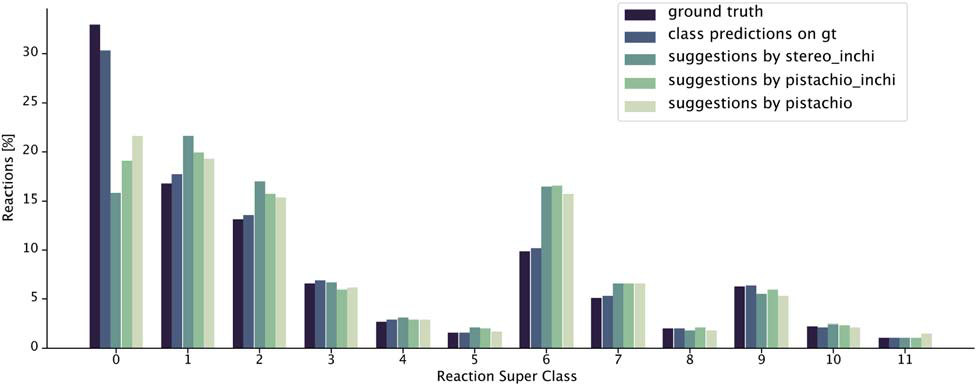 ground truth
class predictions on gt
suggestions by stereo_inchi
suggestions by pistachio_inchi
suggestions by pistachio
Reactions [%]
30
25
20
15
10
5
0
0 1 2 3 4 5 6 7 8 9 10 11
Reaction Super Class